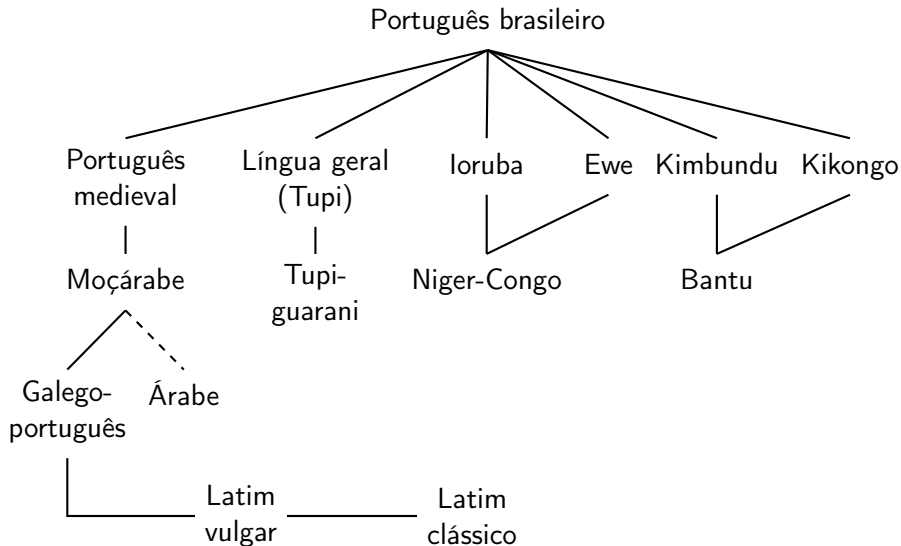 Português brasileiro
Português
medieval
Língua geral
(Tupi)
Ioruba
Ewe
Kimbundu
Kikongo
Moçárabe
Tupi-
guarani
Niger-Congo
Bantu
Galego-
português
Árabe
Latim
vulgar
Latim
clássico